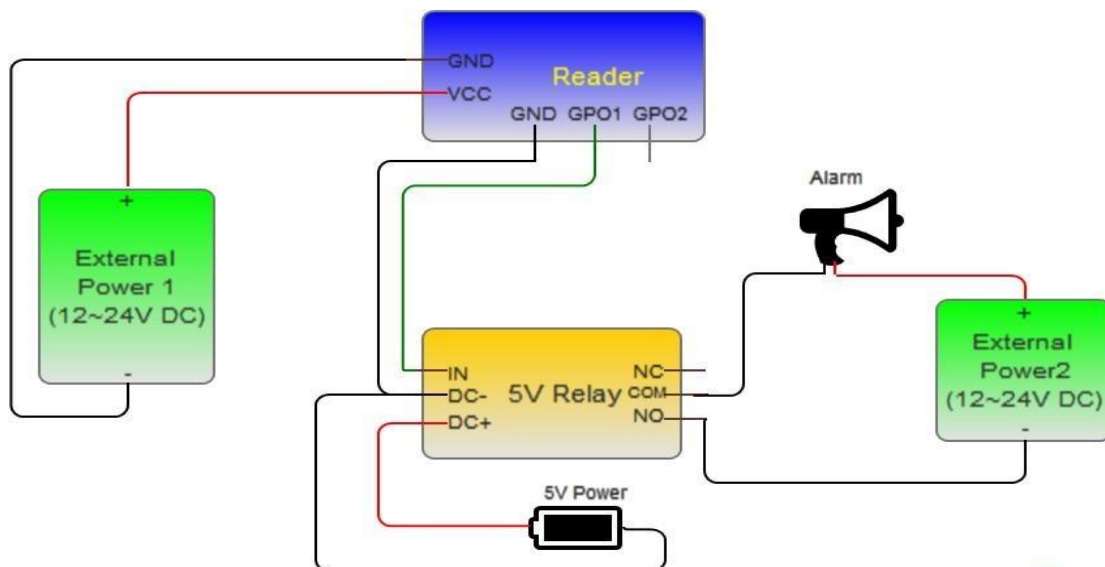 GND
Reader
VCC
GND GPO1 GPO2
Alarm
+
External
Power 1
(12~24V DC)
-
+
External
Power2
(12~24V DC)
-
IN
DC-
DC+
5V Relay
NC
COM
NO
5V Power